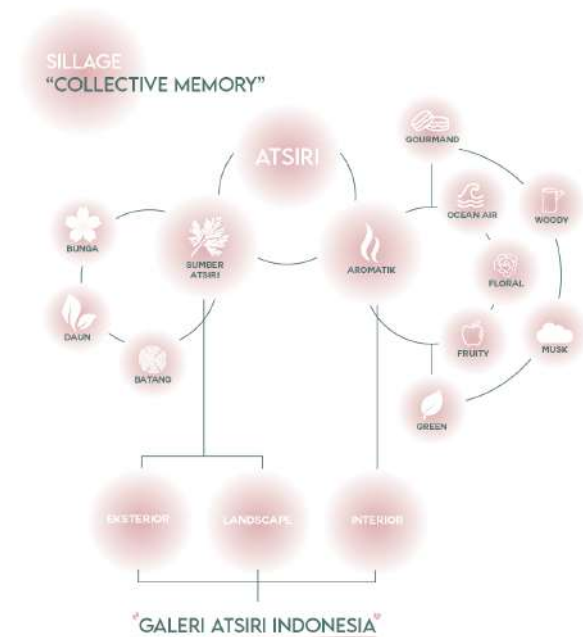 SILLAGE
“COLLECTIVE MEMORY”
ATSIRI
GOURMAND
OCEAN AIR
WOODY
BUNGA
SUMBER
ATSIRI
AROMATIK
FLORAL
DAUN
BATANG
FRUITY
MUSK
GREEN
EKSTERIOR
LANDSCAPE
INTERIOR
"GALERI ATSIRI INDONESIA"